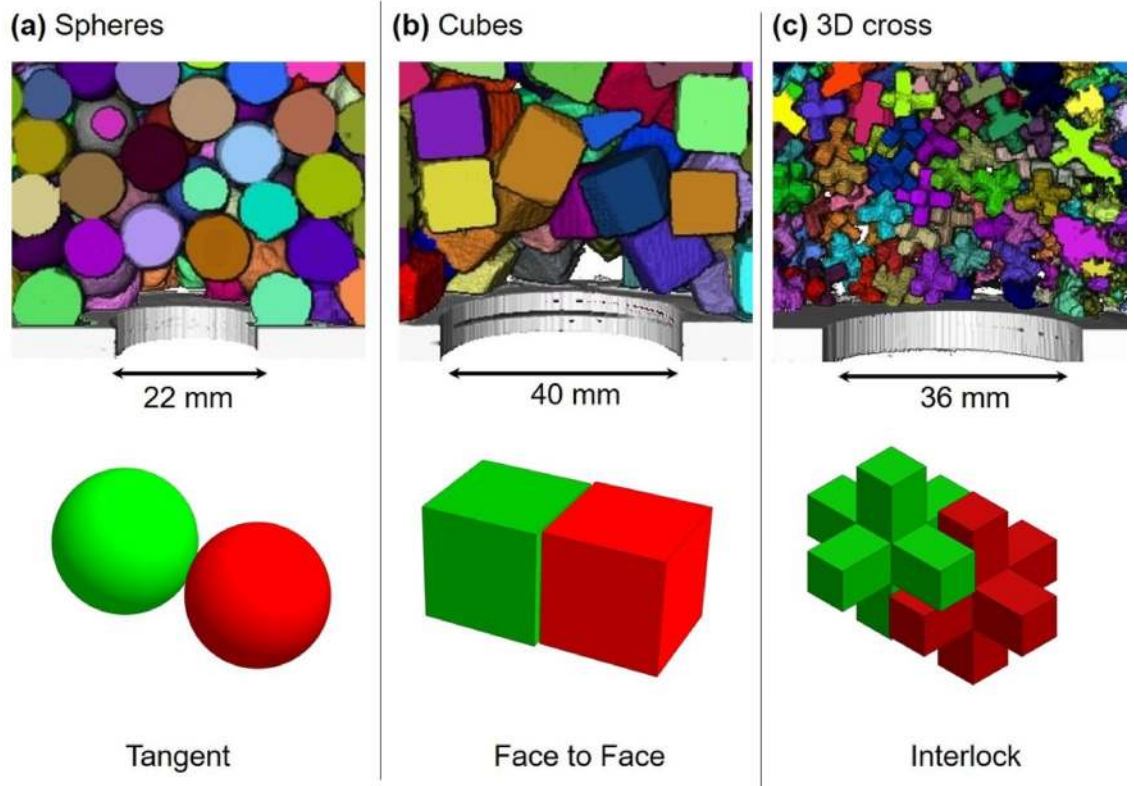 (a) Spheres
(b) Cubes
(c) 3D cross
22 mm
40 mm
36 mm
Tangent
Face to Face
Interlock